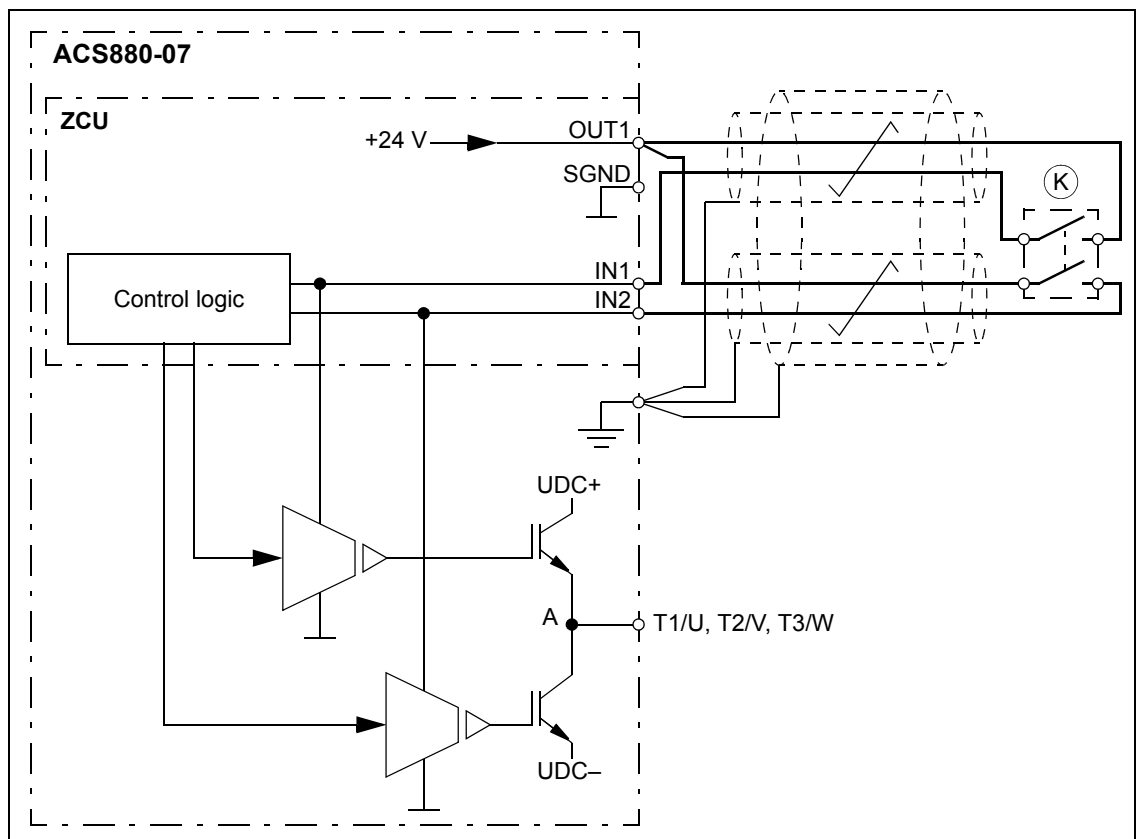 ACS880-07
ZCU
+24 V
OUT1
SGND
K
IN1
IN2
Control logic
UDC+
A
T1/U, T2/V, T3/W
UDC–